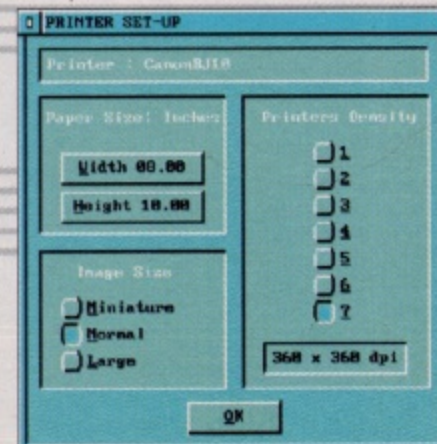 PRINTER SET-UP
Printer : CanonBJ10
Paper Size: Inches
Width 08.00
Height 10.00
Image Size
Miniature
Normal
Large
Printers Density
1
2
3
4
5
6
7
360 x 360 dpi
OK